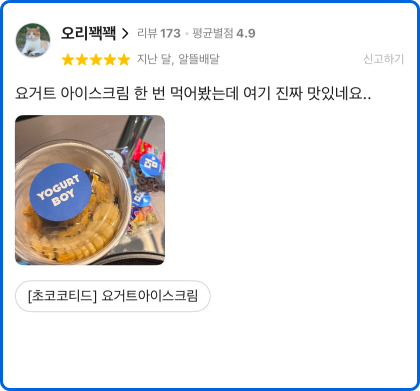 오리꽥꽥 > 리뷰 173 • 평균별점 4.9
★★★★★ 지난 달, 알뜰배달 신고하기
요거트 아이스크림 한 번 먹어봤는데 여기 진짜 맛있네요..
YOGURT
BOY
[초코코티드] 요거트아이스크림